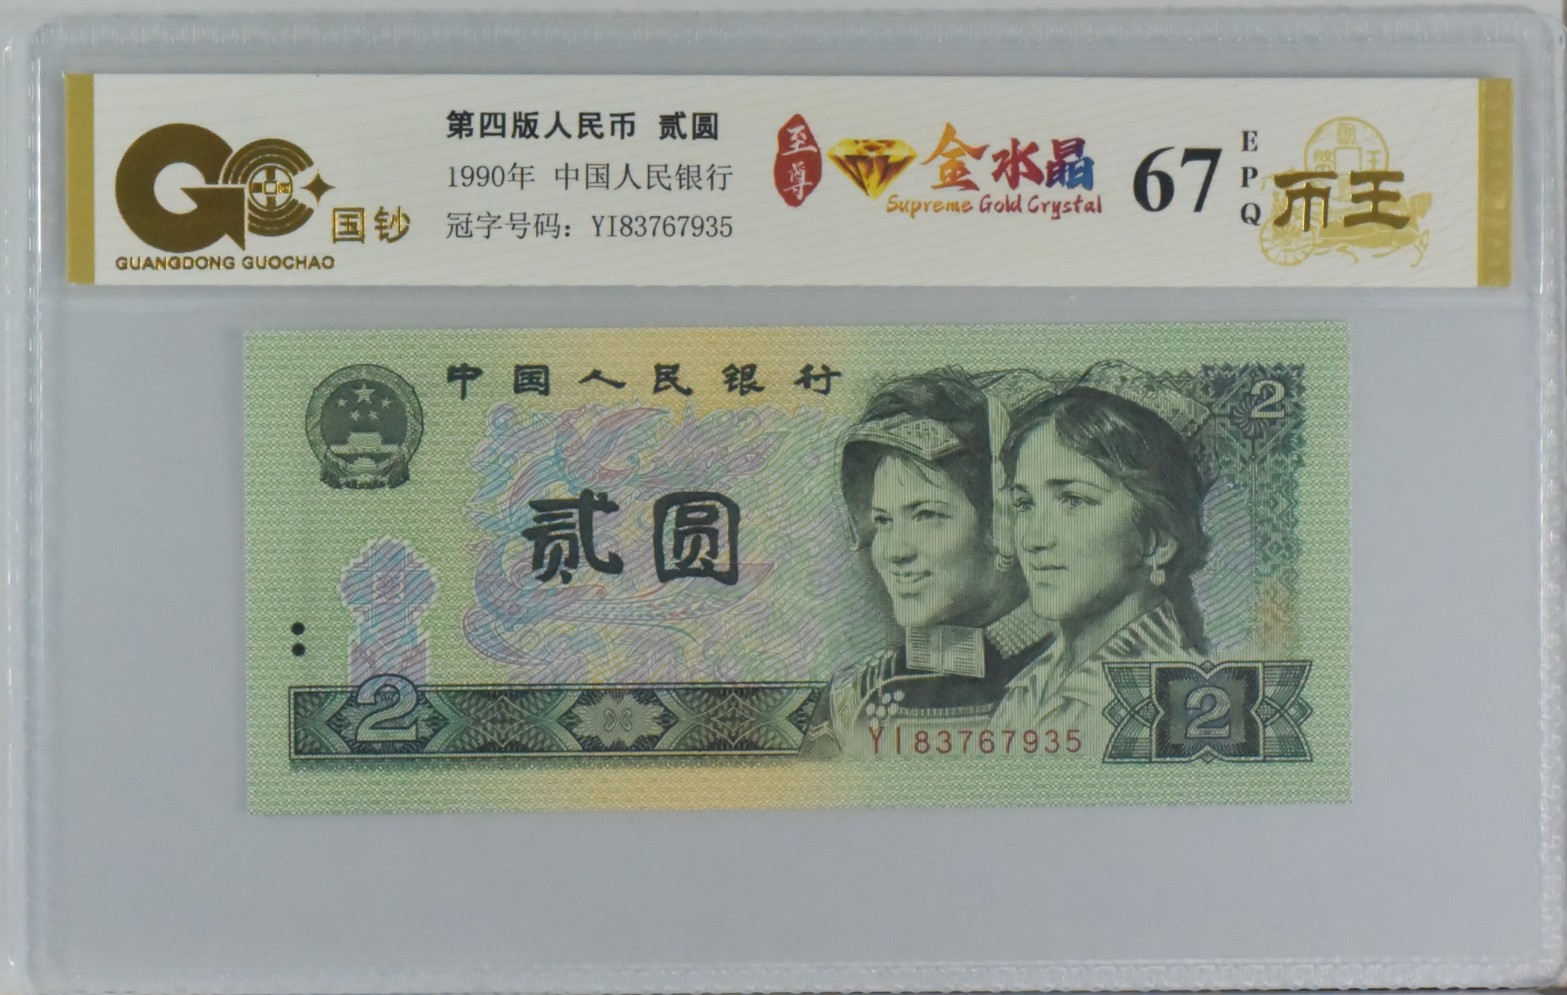 第四版人民币 贰圆
1990年 中国人民银行
冠字号码：YI83767935
国钞
GUANGDONG GUOCHAO
至尊
金水晶
Supreme Gold Crystal
67
EPQ
币王
中国人民银行
2
贰圆
2
YI83767935
2